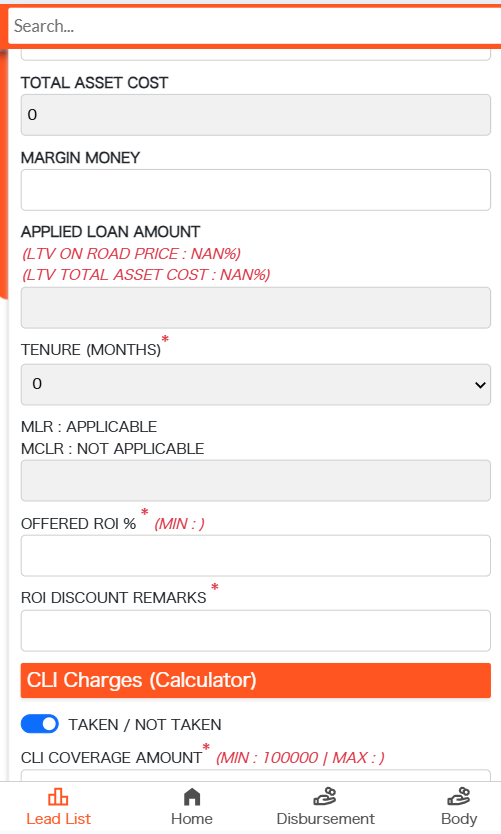 Search...
TOTAL ASSET COST
0
MARGIN MONEY
APPLIED LOAN AMOUNT
(LTV ON ROAD PRICE : NAN%)
(LTV TOTAL ASSET COST : NAN%)
TENURE (MONTHS)*
0
MLR : APPLICABLE
MCLR : NOT APPLICABLE
OFFERED ROI % * (MIN : )
ROI DISCOUNT REMARKS *
CLI Charges (Calculator)
TAKEN / NOT TAKEN
CLI COVERAGE AMOUNT* (MIN : 100000 | MAX : )
Lead List Home Disbursement Body